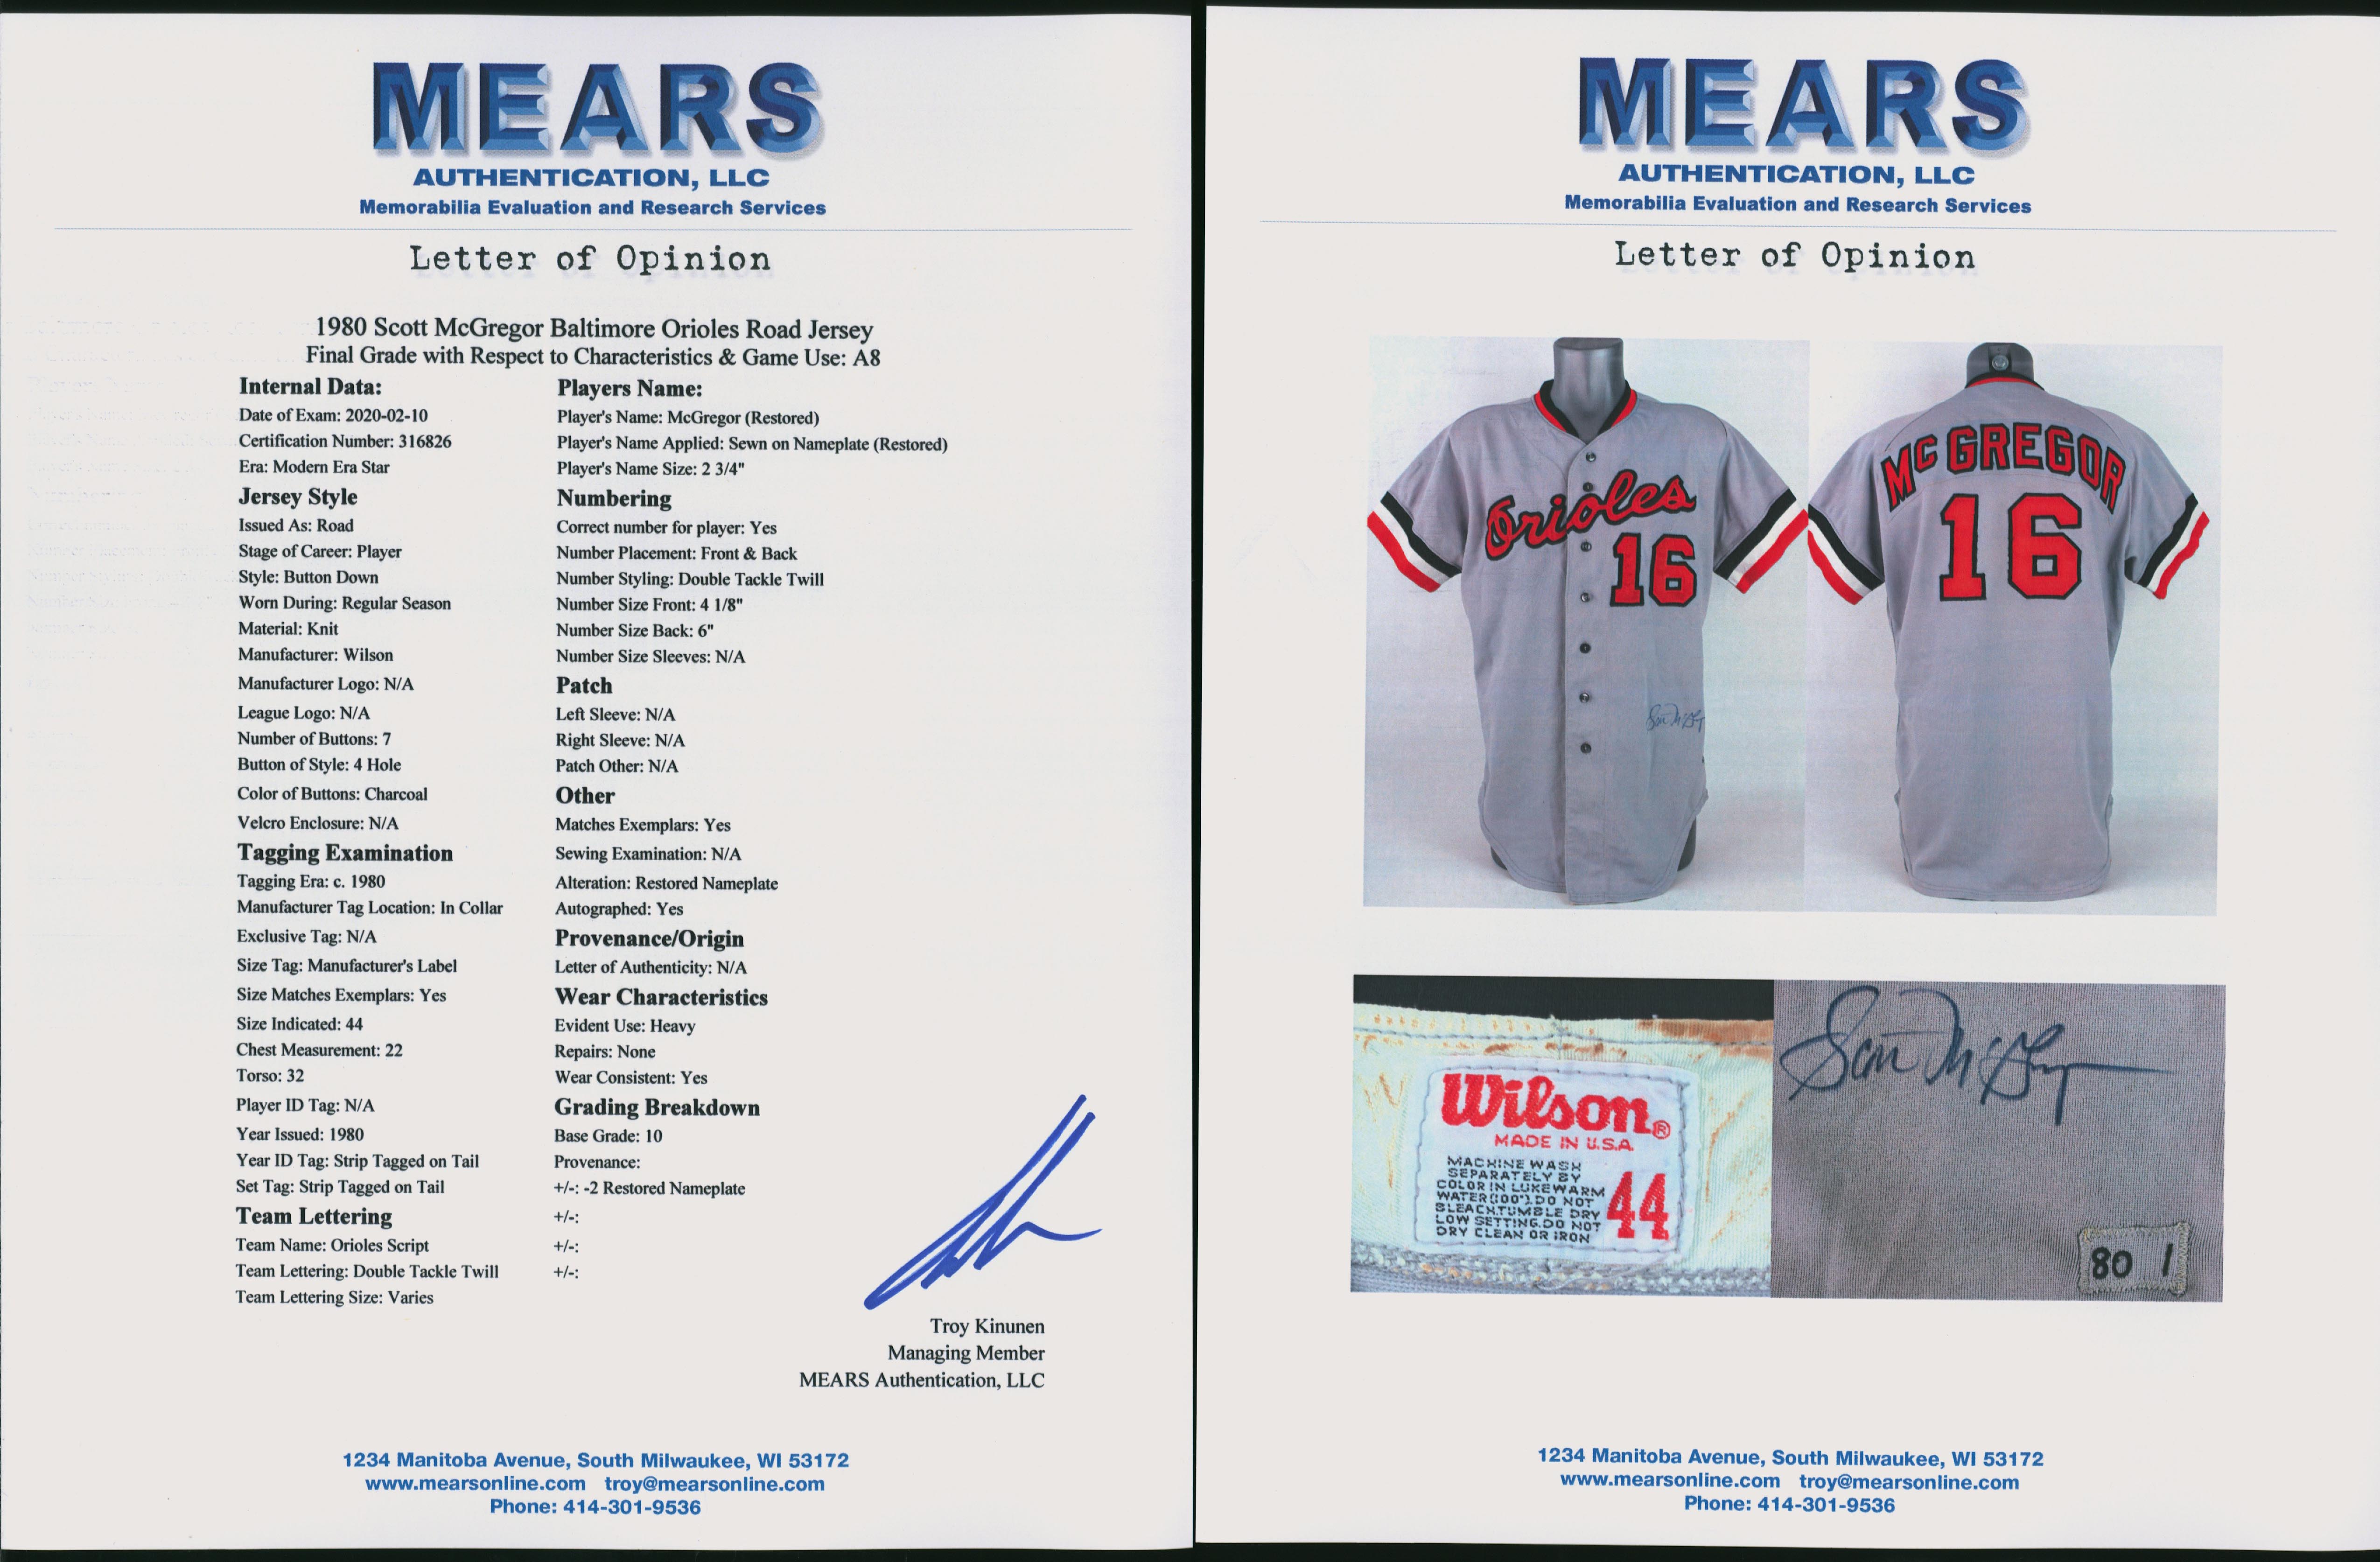 MEARS
AUTHENTICATION, LLC
Memorabilia Evaluation and Research Services
Letter of Opinion
1980 Scott McGregor Baltimore Orioles Road Jersey
Final Grade with Respect to Characteristics & Game Use: A8
Internal Data:
Date of Exam: 2020-02-10
Certification Number: 316826
Era: Modern Era Star
Jersey Style
Issued As: Road
Stage of Career: Player
Style: Button Down
Worn During: Regular Season
Material: Knit
Manufacturer: Wilson
Manufacturer Logo: N/A
League Logo: N/A
Number of Buttons: 7
Button of Style: 4 Hole
Color of Buttons: Charcoal
Velcro Enclosure: N/A
Tagging Examination
Tagging Era: c. 1980
Manufacturer Tag Location: In Collar
Exclusive Tag: N/A
Size Tag: Manufacturer's Label
Size Matches Exemplars: Yes
Size Indicated: 44
Chest Measurement: 22
Torso: 32
Player ID Tag: N/A
Year Issued: 1980
Year ID Tag: Strip Tagged on Tail
Set Tag: Strip Tagged on Tail
Team Lettering
Team Name: Orioles Script
Team Lettering: Double Tackle Twill
Team Lettering Size: Varies
Players Name:
Player's Name: McGregor (Restored)
Player's Name Applied: Sewn on Nameplate (Restored)
Player's Name Size: 2 3/4"
Numbering
Correct number for player: Yes
Number Placement: Front & Back
Number Styling: Double Tackle Twill
Number Size Front: 4 1/8"
Number Size Back: 6"
Number Size Sleeves: N/A
Patch
Left Sleeve: N/A
Right Sleeve: N/A
Patch Other: N/A
Other
Matches Exemplars: Yes
Sewing Examination: N/A
Alteration: Restored Nameplate
Autographed: Yes
Provenance/Origin
Letter of Authenticity: N/A
Wear Characteristics
Evident Use: Heavy
Repairs: None
Wear Consistent: Yes
Grading Breakdown
Base Grade: 10
Provenance:
+/-: -2 Restored Nameplate
+/-:
+/-:
+/-:
Troy Kinunen
Managing Member
MEARS Authentication, LLC
1234 Manitoba Avenue, South Milwaukee, WI 53172
www.mearsonline.com troy@mearsonline.com
Phone: 414-301-9536
MEARS
AUTHENTICATION, LLC
Memorabilia Evaluation and Research Services
Letter of Opinion
Orioles
16
MCGREGOR
16
Wilson®
MADE IN U.S.A.
MACHINE WASH
SEPARATELY BY
COLOR IN LUKEWARM
WATER(100°).DO NOT
BLEACH.TUMBLE DRY
LOW SETTING.DO NOT
DRY CLEAN OR IRON
44
80 1
1234 Manitoba Avenue, South Milwaukee, WI 53172
www.mearsonline.com troy@mearsonline.com
Phone: 414-301-9536